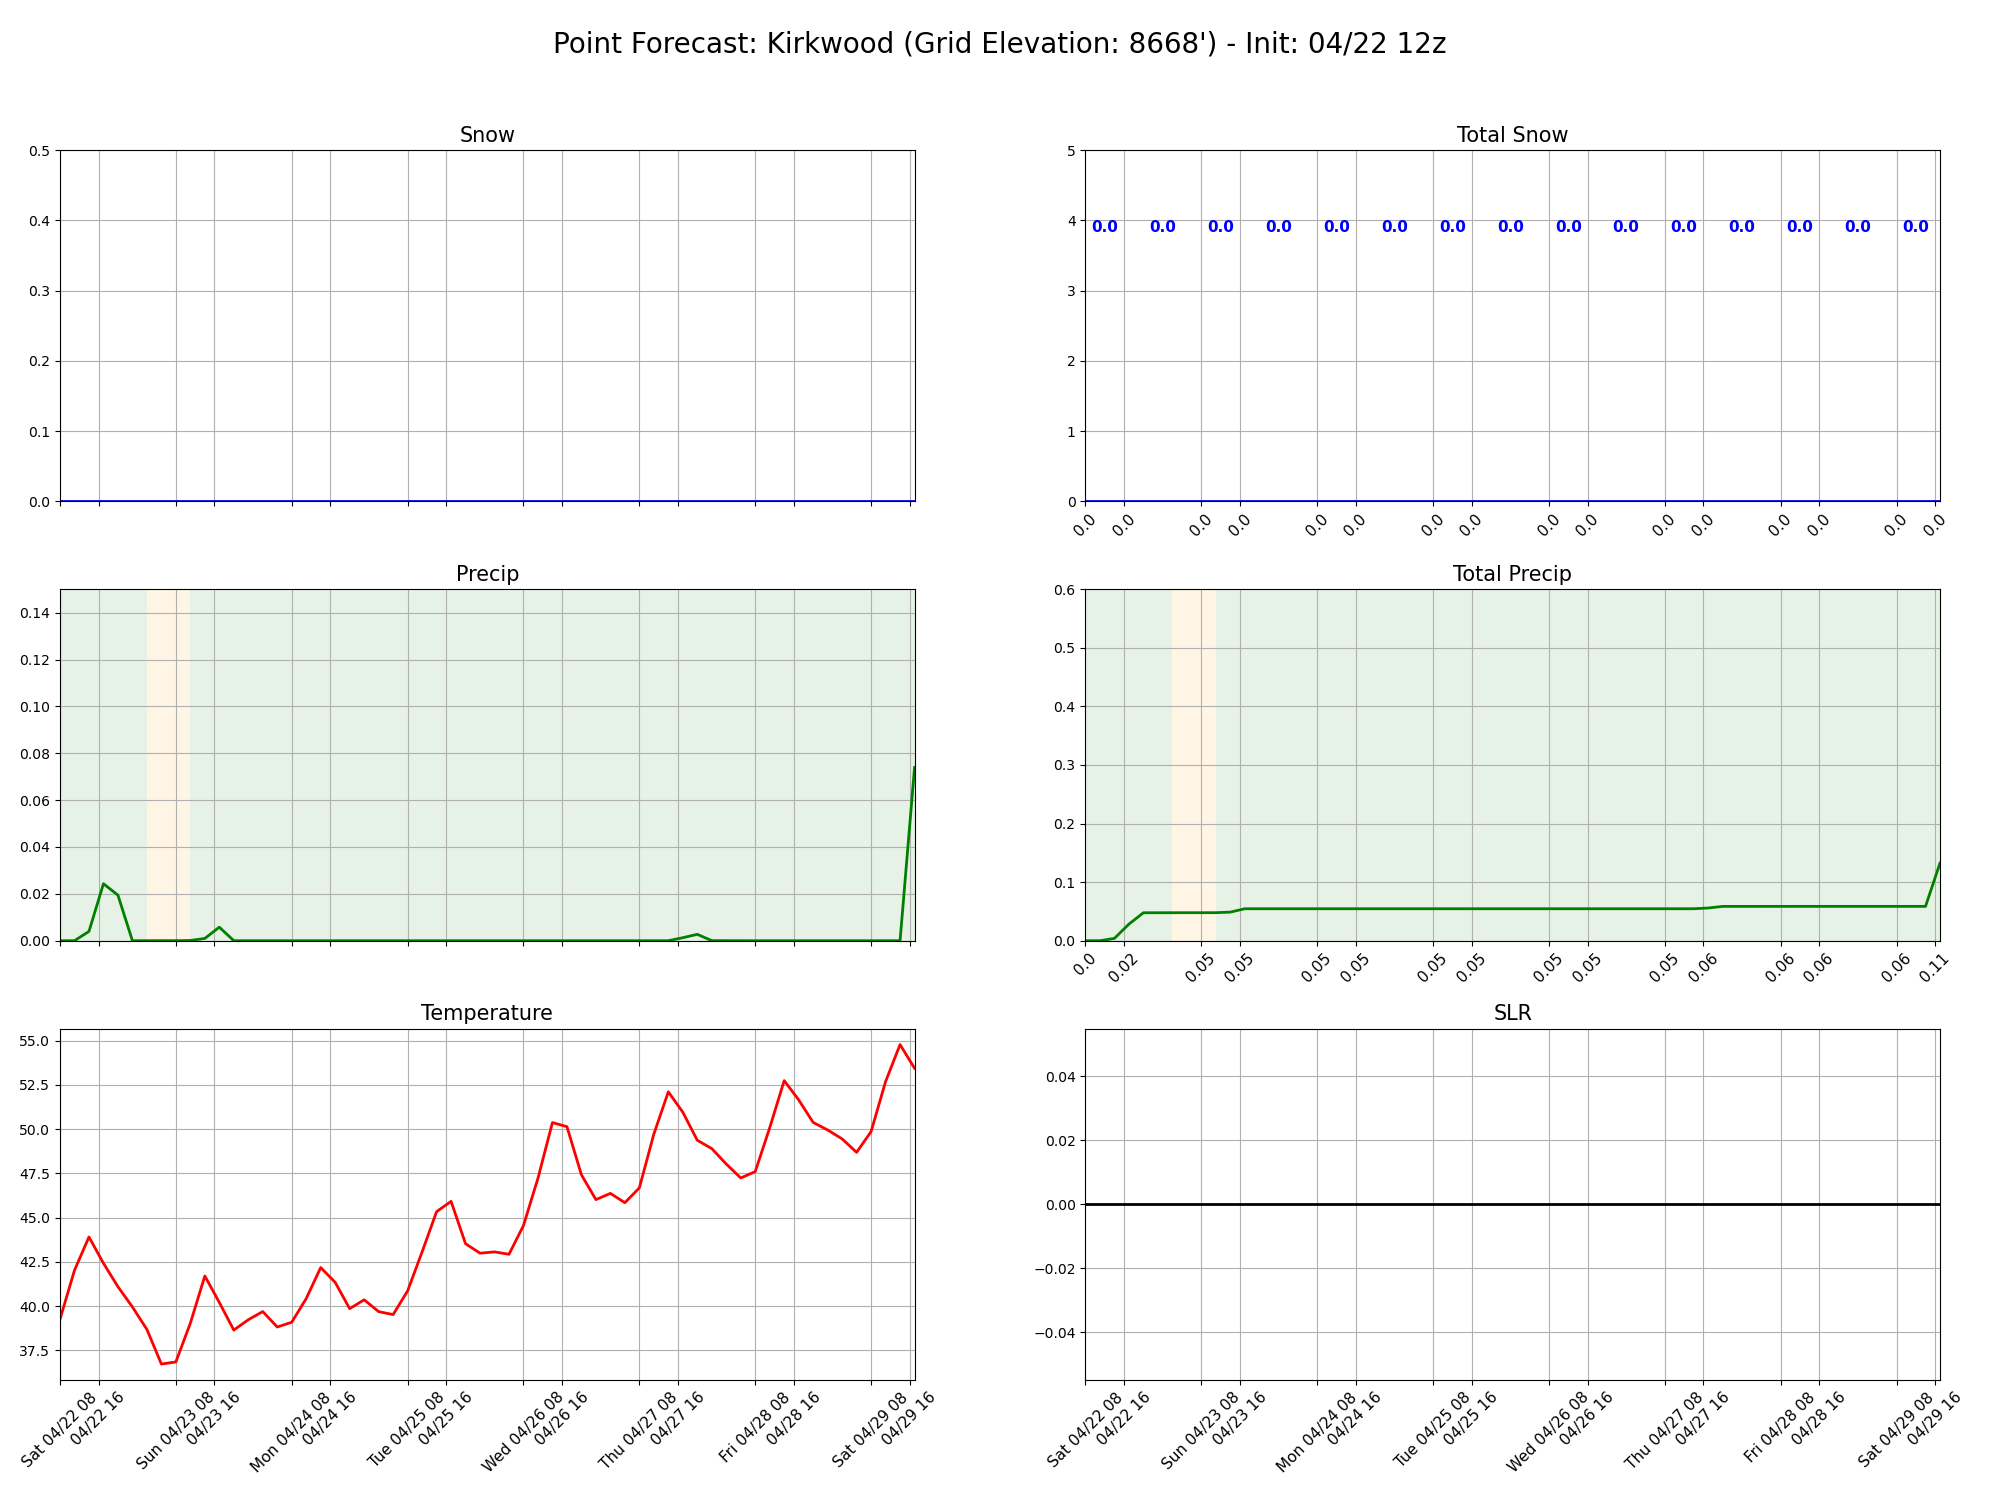 Point Forecast: Kirkwood (Grid Elevation: 8668') - Init: 04/22 12z
Snow
0.5
0.4
0.3
0.2
0.1
0.0
Total Snow
5
4
3
2
1
0
0.0 0.0 0.0 0.0 0.0 0.0 0.0 0.0 0.0 0.0 0.0 0.0 0.0 0.0 0.0
0.0 0.0 0.0 0.0 0.0 0.0 0.0 0.0 0.0 0.0 0.0 0.0 0.0 0.0 0.0 0.0
Precip
0.14
0.12
0.10
0.08
0.06
0.04
0.02
0.00
Total Precip
0.6
0.5
0.4
0.3
0.2
0.1
0.0
0.0 0.02 0.05 0.05 0.05 0.05 0.05 0.05 0.05 0.05 0.05 0.06 0.06 0.06 0.06 0.11
Temperature
55.0
52.5
50.0
47.5
45.0
42.5
40.0
37.5
Sat 04/22 08
04/22 16
Sun 04/23 08
04/23 16
Mon 04/24 08
04/24 16
Tue 04/25 08
04/25 16
Wed 04/26 08
04/26 16
Thu 04/27 08
04/27 16
Fri 04/28 08
04/28 16
Sat 04/29 08
04/29 16
SLR
0.04
0.02
0.00
−0.02
−0.04
Sat 04/22 08
04/22 16
Sun 04/23 08
04/23 16
Mon 04/24 08
04/24 16
Tue 04/25 08
04/25 16
Wed 04/26 08
04/26 16
Thu 04/27 08
04/27 16
Fri 04/28 08
04/28 16
Sat 04/29 08
04/29 16